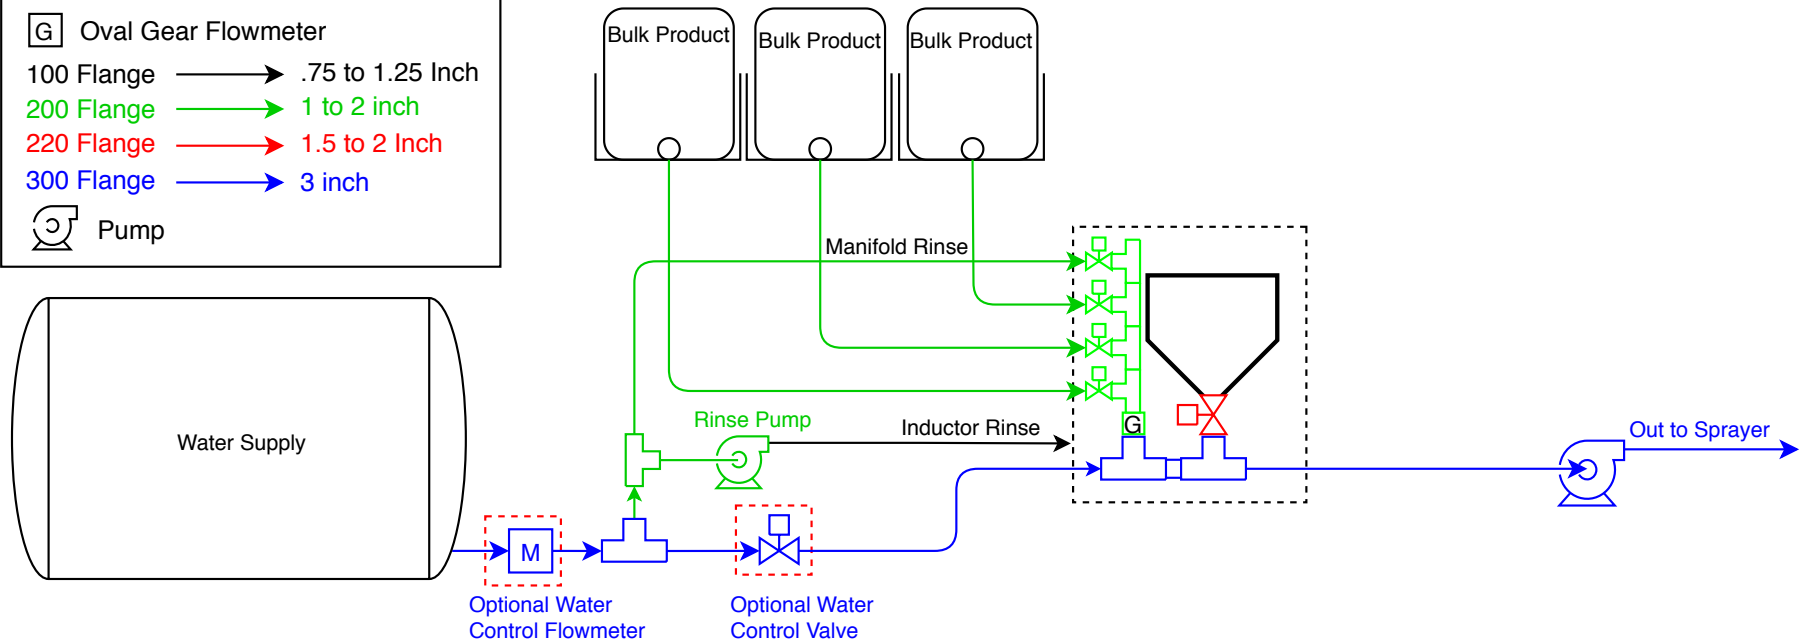 G Oval Gear Flowmeter
100 Flange .75 to 1.25 Inch
200 Flange 1 to 2 inch
220 Flange 1.5 to 2 Inch
300 Flange 3 inch
Pump
Bulk Product
Bulk Product
Bulk Product
Manifold Rinse
Rinse Pump
Inductor Rinse
G
Out to Sprayer
Water Supply
M
Optional Water
Control Flowmeter
Optional Water
Control Valve